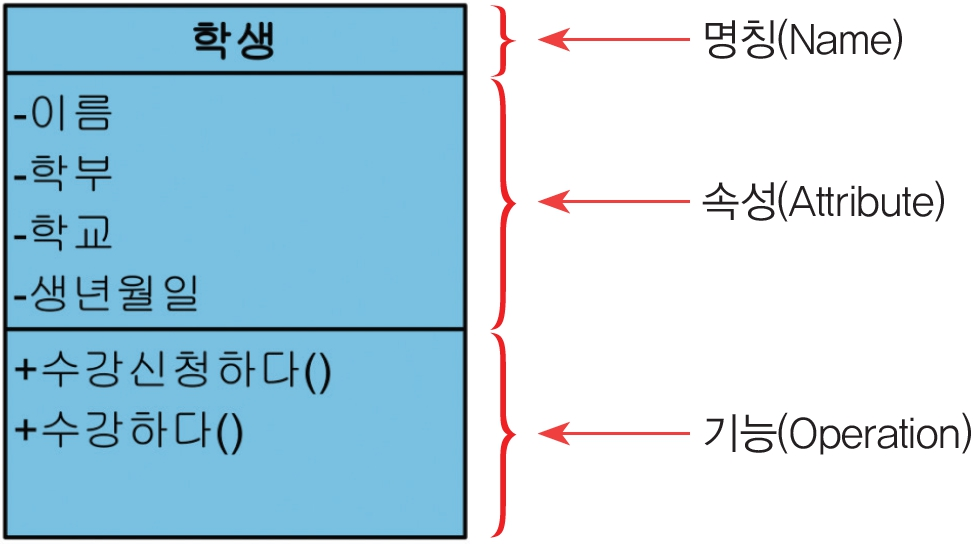 학생
명칭(Name)
-이름
-학부
-학교
-생년월일
속성(Attribute)
+수강신청하다()
+수강하다()
기능(Operation)